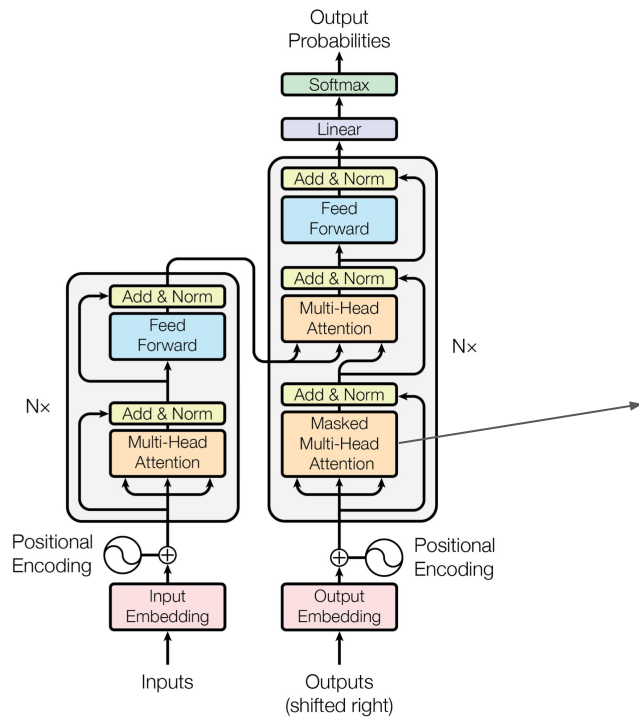 Output
Probabilities
Softmax
Linear
Add & Norm
Feed
Forward
Add & Norm
Multi-Head
Attention
Add & Norm
Masked
Multi-Head
Attention
N×
Add & Norm
Feed
Forward
N×
Add & Norm
Multi-Head
Attention
Positional
Encoding
Positional
Encoding
Input
Embedding
Output
Embedding
Inputs
Outputs
(shifted right)